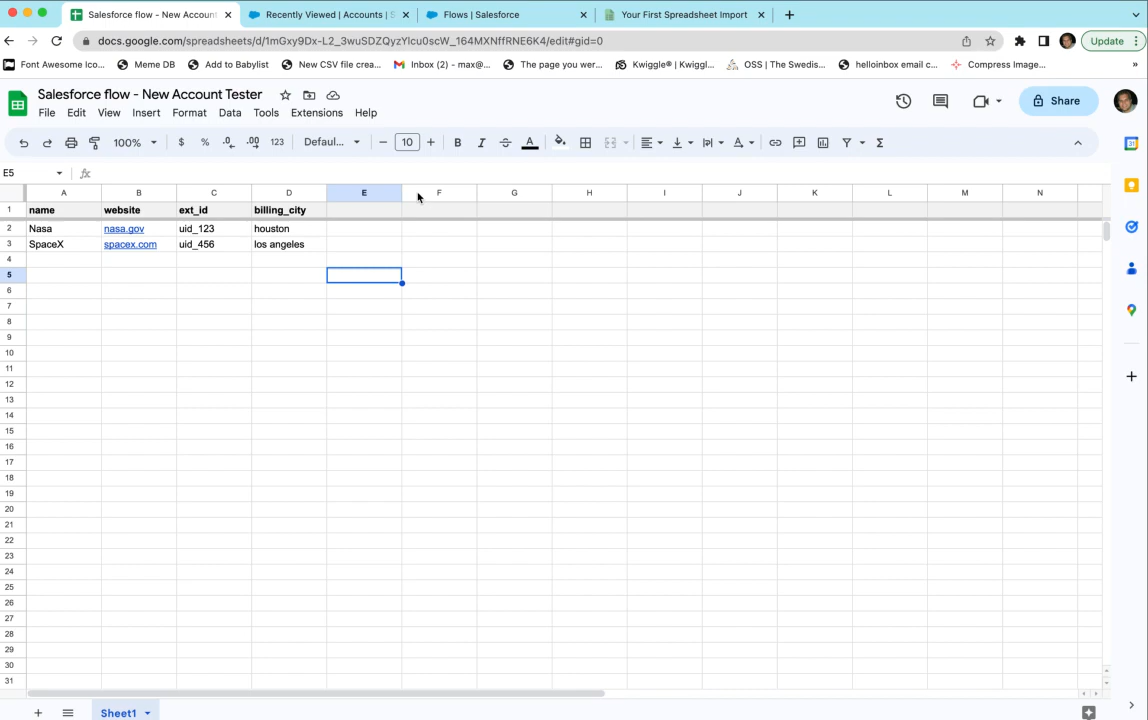 Salesforce flow - New Account
Recently Viewed | Accounts | S
Flows | Salesforce
Your First Spreadsheet Import
docs.google.com/spreadsheets/d/1mGxy9Dx-L2_3wuSDZQyzYlcu0scW_164MXNffRNE6K4/edit#gid=0
Update
Font Awesome Ico...
Meme DB
Add to Babylist
New CSV file crea...
Inbox (2) - max@...
The page you wer...
Kwiggle® | Kwiggl...
OSS | The Swedis...
helloinbox email c...
Compress Image...
»
Salesforce flow - New Account Tester
File Edit View Insert Format Data Tools Extensions Help
Share
100% $ % .0 .00 123 Defaul... − 10 + B I S A Σ
E5 fx
A B C D E F G H I J K L M N
1 name website ext_id billing_city
2 Nasa nasa.gov uid_123 houston
3 SpaceX spacex.com uid_456 los angeles
4
5
6
7
8
9
10
11
12
13
14
15
16
17
18
19
20
21
22
23
24
25
26
27
28
29
30
31
Sheet1
31